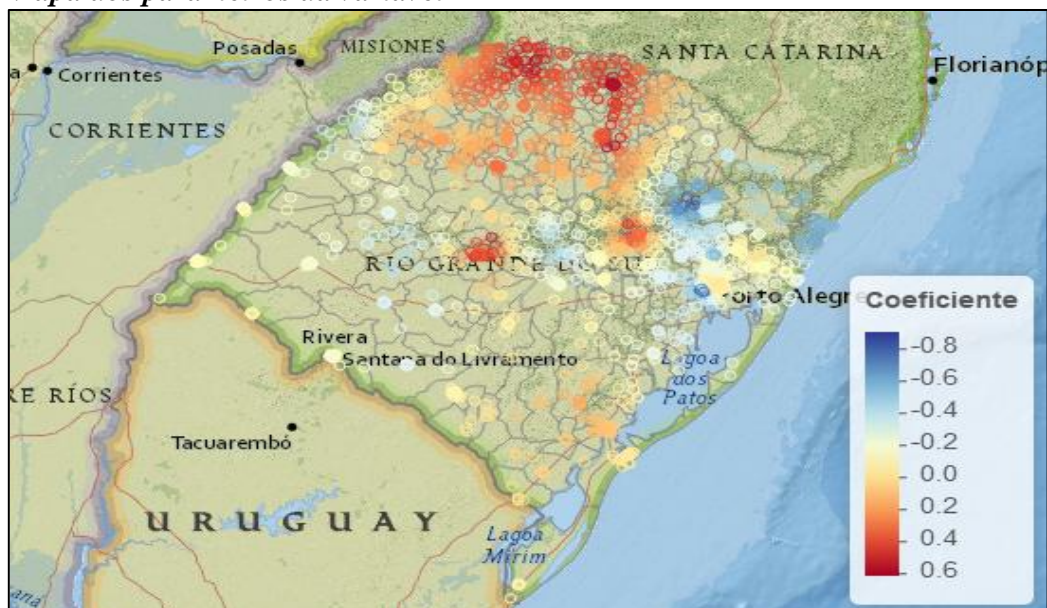 Posadas
MISIONES
SANTA CATARINA
Corrientes
Florianóp
CORRIENTES
RIO GRANDE DO SUL
orto Alegre
Coeficiente
-0.8
-0.6
-0.4
-0.2
0.0
0.2
0.4
0.6
Rivera
Santana do Livramento
Lagoa
dos
Patos
RE RÍOS
Tacuarembó
URUGUAY
Lagoa
Mirim